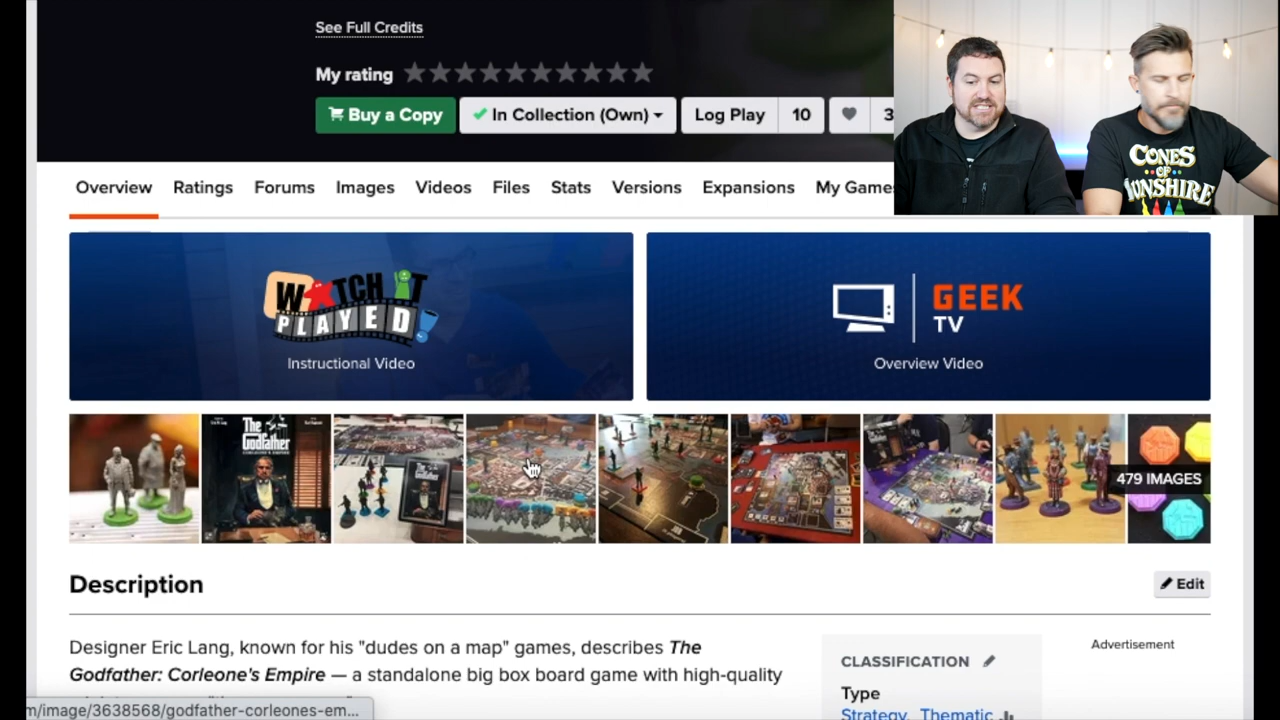 See Full Credits
My rating
Buy a Copy
In Collection (Own)
Log Play 10
3
Overview Ratings Forums Images Videos Files Stats Versions Expansions My Games
CONES
OF
DUNSHIRE
WATCH IT
PLAYED!
Instructional Video
GEEK
TV
Overview Video
The
Godfather
CORLEONE'S EMPIRE
479 IMAGES
Description
Edit
Designer Eric Lang, known for his "dudes on a map" games, describes The
Godfather: Corleone's Empire — a standalone big box board game with high-quality
CLASSIFICATION
Type
Strategy, Thematic
Advertisement
m/image/3638568/godfather-corleones-em...